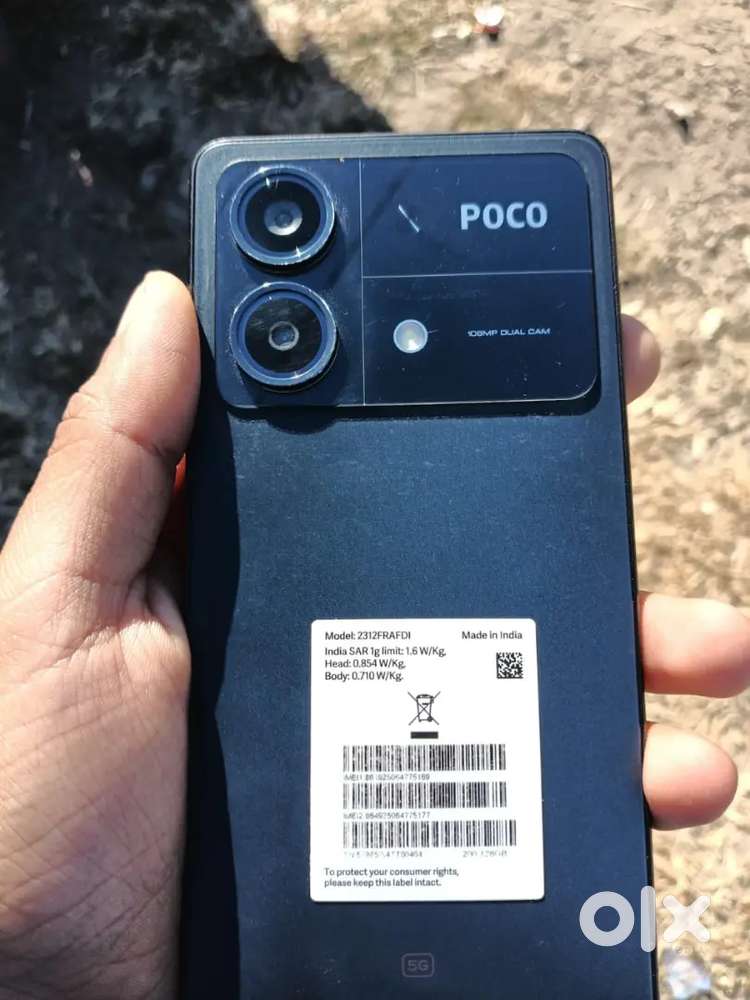 POCO
108MP DUAL CAM
Model: 2312FRAFDI
Made in India
India SAR 1g limit: 1.6 W/Kg,
Head: 0.854 W/Kg,
Body: 0.710 W/Kg.
To protect your consumer rights,
please keep this label intact.
5G
olx